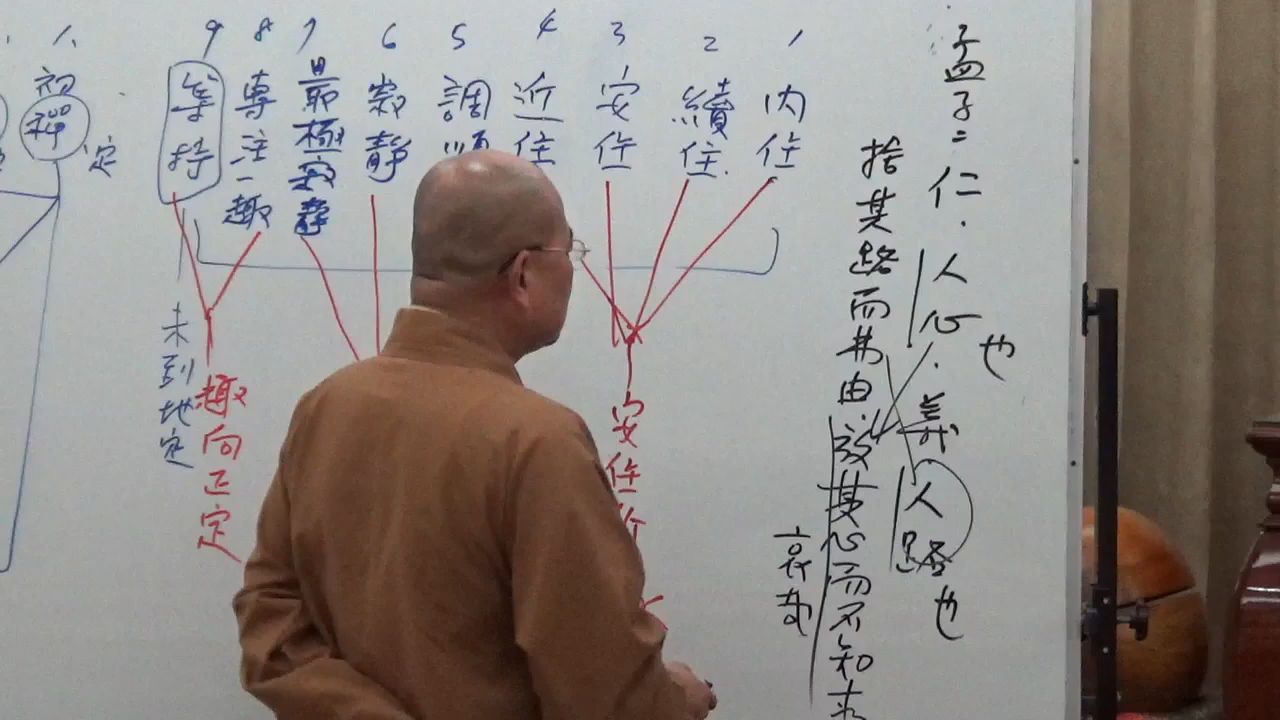 孟子：仁．人心也．義人路也
捨其路而弗由．放其心而不知求
哀哉
1 內住
2 續住
3 安住
4 近住
5 調順
6 寂靜
7 最極寂靜
8 專注一趣
9 等持
安住
趣向正定
未到地定
初禪
定